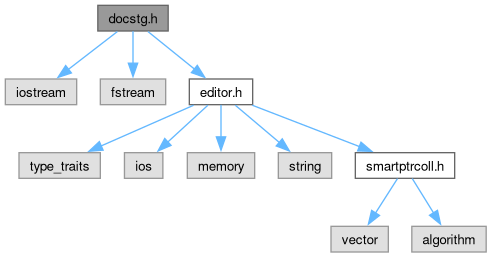 docstg.h
iostream
fstream
editor.h
type_traits
ios
memory
string
smartptrcoll.h
vector
algorithm